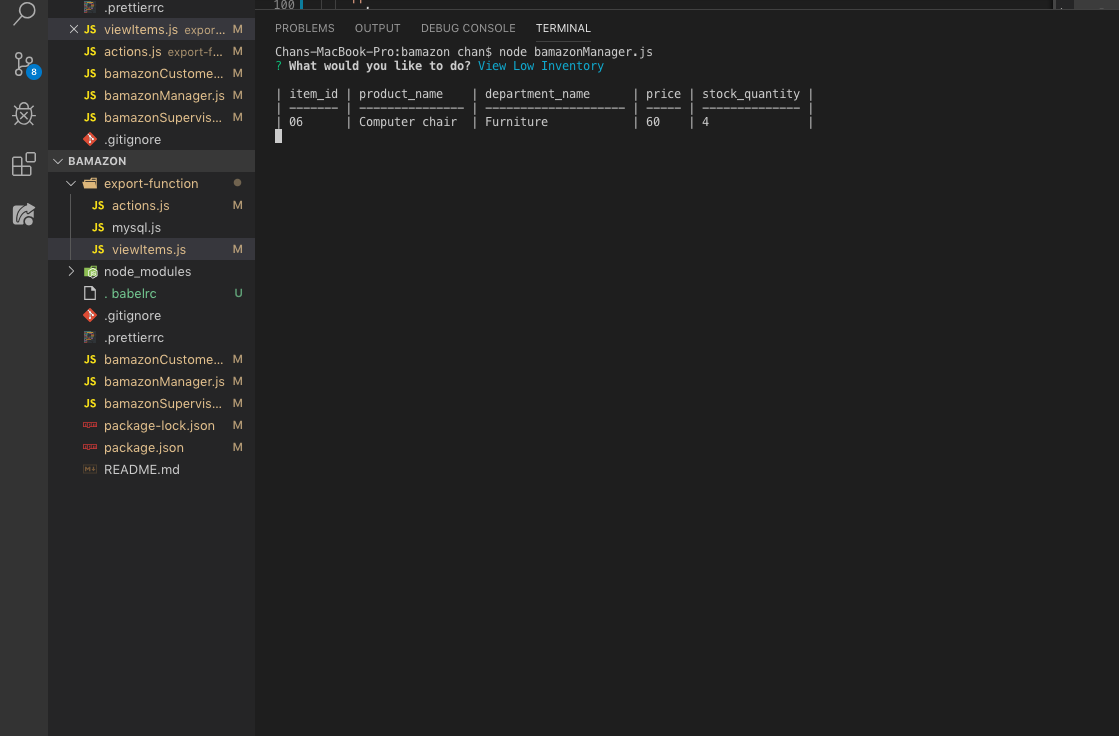 .prettierrc
viewItems.js expor... M
JS actions.js export-f... M
JS bamazonCustome... M
JS bamazonManager.js M
JS bamazonSupervis... M
.gitignore
8
BAMAZON
export-function
JS actions.js M
JS mysql.js
JS viewItems.js M
node_modules
. babelrc U
.gitignore
.prettierrc
JS bamazonCustome... M
JS bamazonManager.js M
JS bamazonSupervis... M
package-lock.json M
package.json M
README.md
100
PROBLEMS OUTPUT DEBUG CONSOLE TERMINAL
Chans-MacBook-Pro:bamazon chan$ node bamazonManager.js
? What would you like to do? View Low Inventory
| item_id | product_name | department_name | price | stock_quantity |
| ------- | --------------- | -------------------- | ----- | -------------- |
| 06 | Computer chair | Furniture | 60 | 4 |